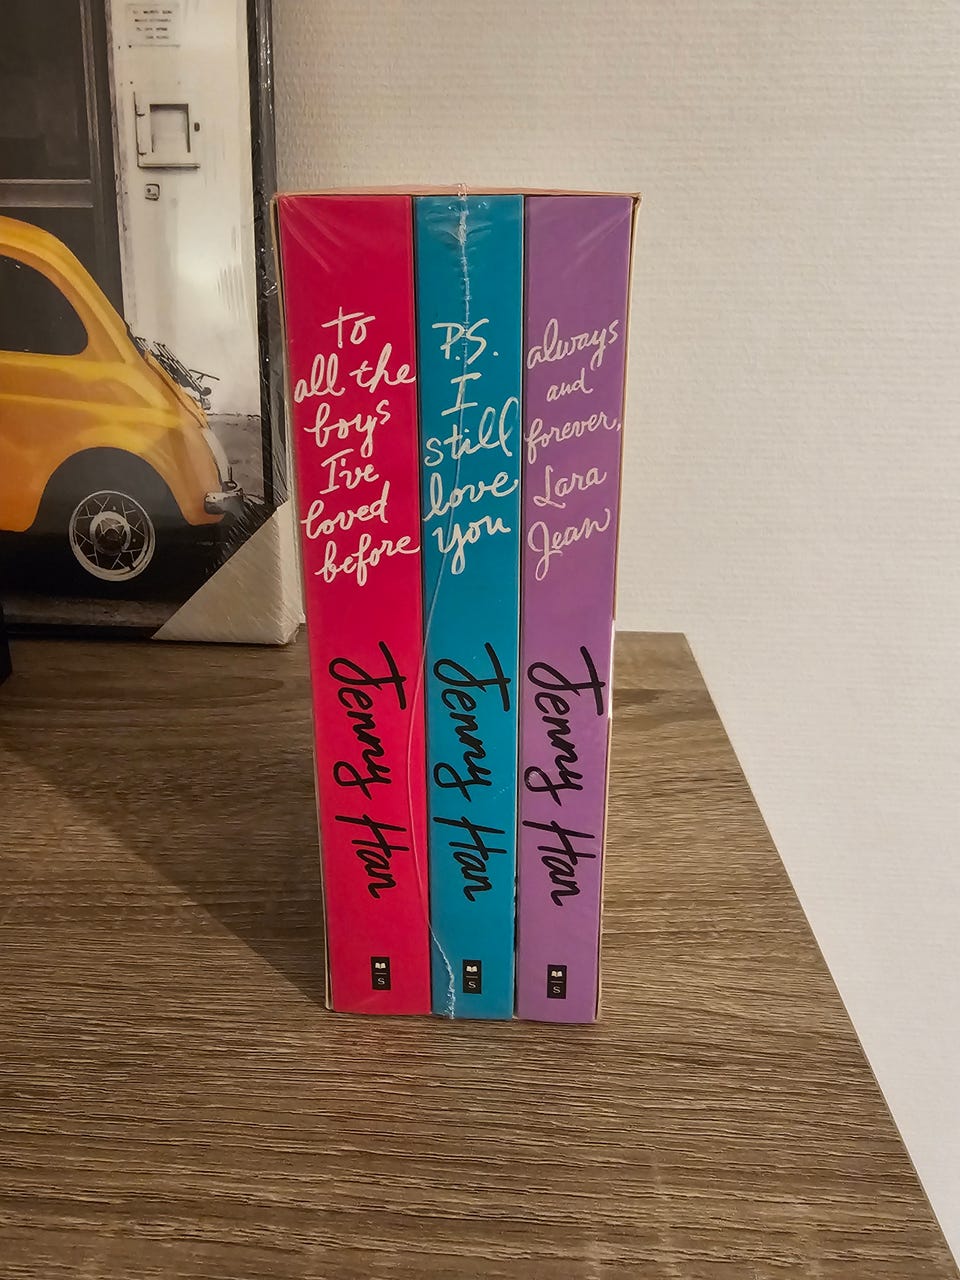 to
all the
boys
I've
loved
before
Jenny Han
S
P.S.
I
still
love
you
Jenny Han
S
always
and
forever,
Lara
Jean
Jenny Han
S